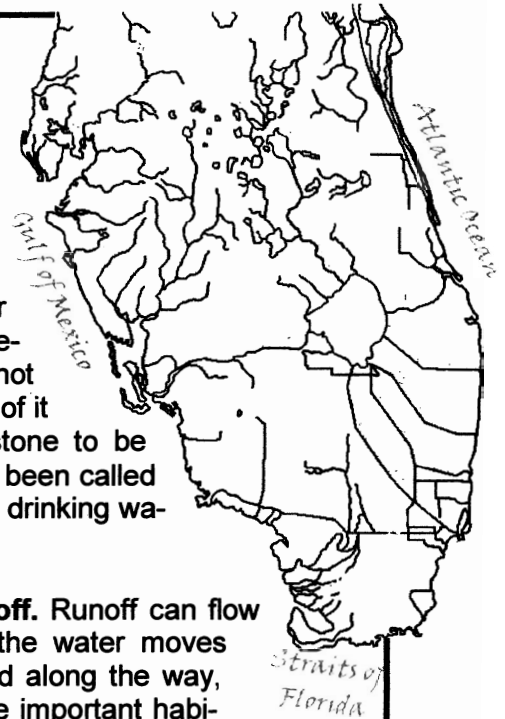 Atlantic Ocean
Gulf of Mexico
r
e-
not
of it
stone to be
been called
drinking wa-
off. Runoff can flow
the water moves
d along the way,
e important habi-
Straits of
Florida